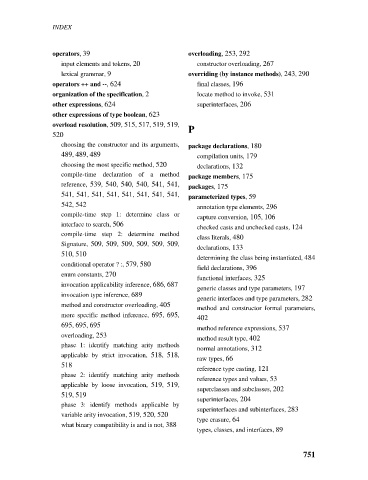 INDEX
operators, 39
input elements and tokens, 20
lexical grammar, 9
operators ++ and --, 624
organization of the specification, 2
other expressions, 624
other expressions of type boolean, 623
overload resolution, 509, 515, 517, 519, 519,
520
choosing the constructor and its arguments,
489, 489, 489
choosing the most specific method, 520
compile-time declaration of a method
reference, 539, 540, 540, 540, 541, 541,
541, 541, 541, 541, 541, 541, 541, 541,
542, 542
compile-time step 1: determine class or
interface to search, 506
compile-time step 2: determine method
Signature, 509, 509, 509, 509, 509, 509,
510, 510
conditional operator ? :, 579, 580
enum constants, 270
invocation applicability inference, 686, 687
invocation type inference, 689
method and constructor overloading, 405
more specific method inference, 695, 695,
695, 695, 695
overloading, 253
phase 1: identify matching arity methods
applicable by strict invocation, 518, 518,
518
phase 2: identify matching arity methods
applicable by loose invocation, 519, 519,
519, 519
phase 3: identify methods applicable by
variable arity invocation, 519, 520, 520
what binary compatibility is and is not, 388
overloading, 253, 292
constructor overloading, 267
overriding (by instance methods), 243, 290
final classes, 196
locate method to invoke, 531
superinterfaces, 206
P
package declarations, 180
compilation units, 179
declarations, 132
package members, 175
packages, 175
parameterized types, 59
annotation type elements, 296
capture conversion, 105, 106
checked casts and unchecked casts, 124
class literals, 480
declarations, 133
determining the class being instantiated, 484
field declarations, 396
functional interfaces, 325
generic classes and type parameters, 197
generic interfaces and type parameters, 282
method and constructor formal parameters,
402
method reference expressions, 537
method result type, 402
normal annotations, 312
raw types, 66
reference type casting, 121
reference types and values, 53
superclasses and subclasses, 202
superinterfaces, 204
superinterfaces and subinterfaces, 283
type erasure, 64
types, classes, and interfaces, 89
751